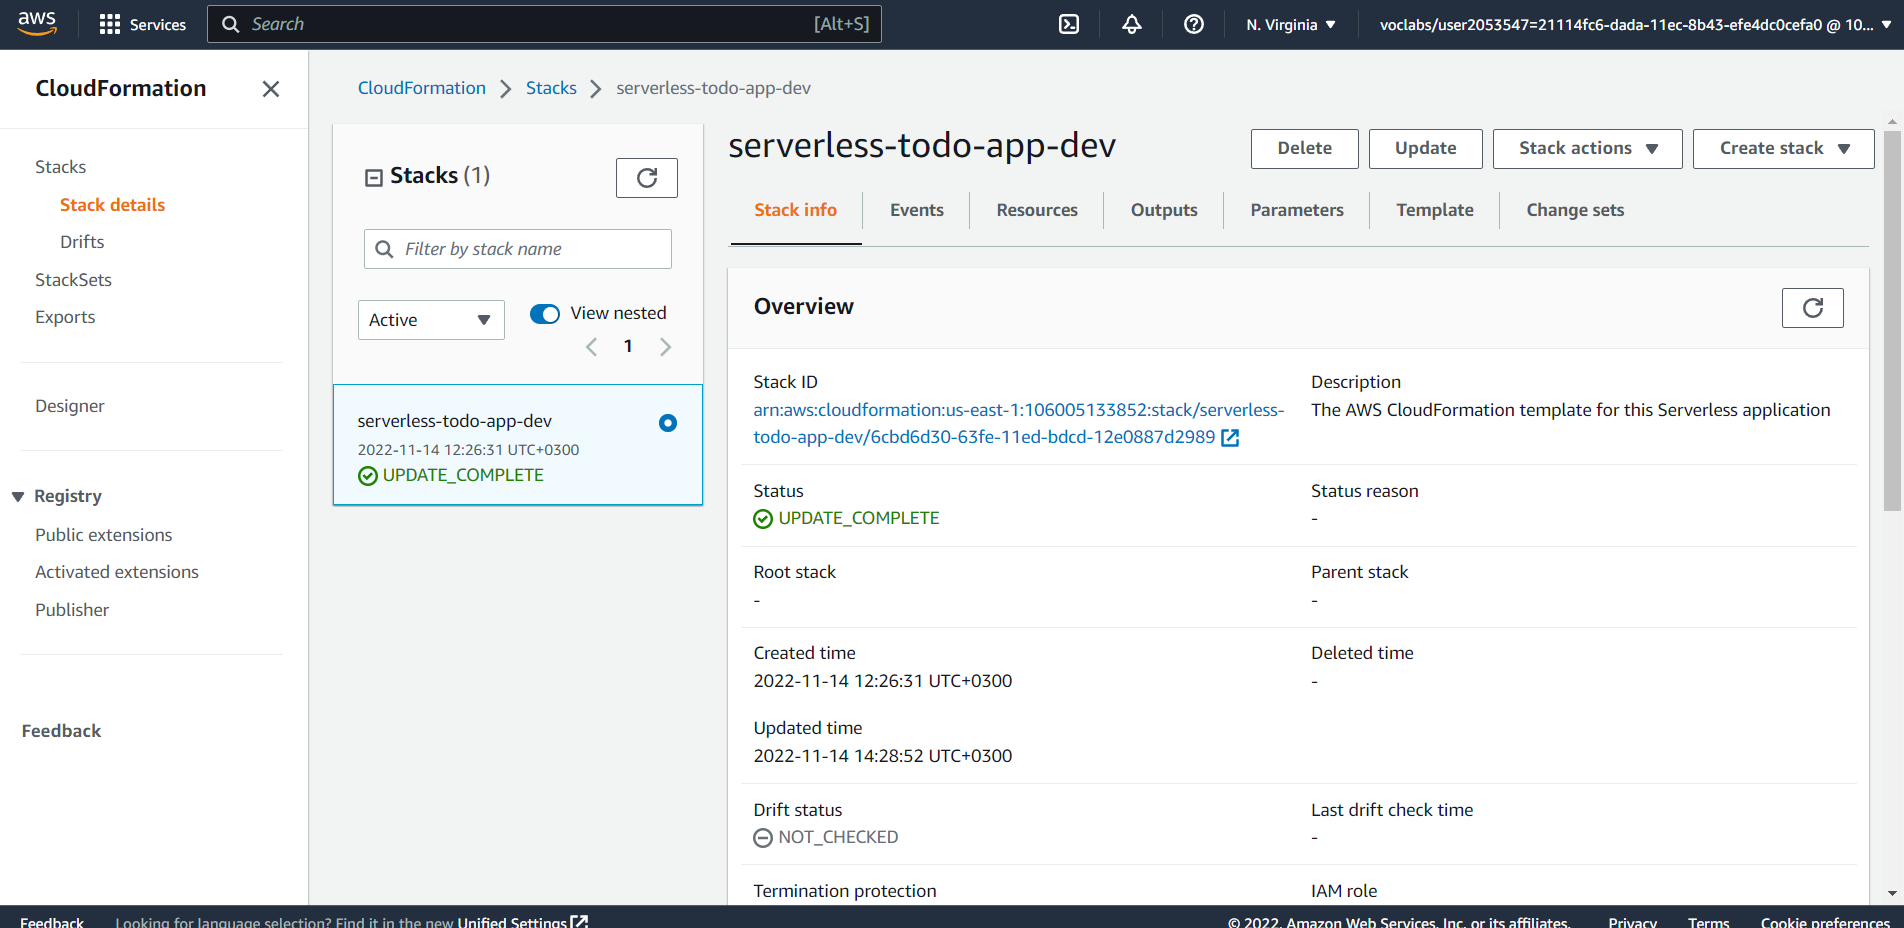 aws
Services
Search
[Alt+S]
N. Virginia
voclabs/user2053547=21114fc6-dada-11ec-8b43-efe4dc0cefa0 @ 10...
CloudFormation
Stacks
Stack details
Drifts
StackSets
Exports
Designer
Registry
Public extensions
Activated extensions
Publisher
Feedback
CloudFormation
Stacks
serverless-todo-app-dev
Stacks (1)
Filter by stack name
Active
View nested
1
serverless-todo-app-dev
2022-11-14 12:26:31 UTC+0300
UPDATE_COMPLETE
serverless-todo-app-dev
Delete
Update
Stack actions
Create stack
Stack info
Events
Resources
Outputs
Parameters
Template
Change sets
Overview
Stack ID
arn:aws:cloudformation:us-east-1:106005133852:stack/serverless-
todo-app-dev/6cbd6d30-63fe-11ed-bdcd-12e0887d2989
Description
The AWS CloudFormation template for this Serverless application
Status
UPDATE_COMPLETE
Status reason
-
Root stack
-
Parent stack
-
Created time
2022-11-14 12:26:31 UTC+0300
Deleted time
-
Updated time
2022-11-14 14:28:52 UTC+0300
Drift status
NOT_CHECKED
Last drift check time
-
Termination protection
IAM role
Feedback
Looking for language selection? Find it in the new Unified Settings
© 2022, Amazon Web Services, Inc. or its affiliates.
Privacy
Terms
Cookie preferences